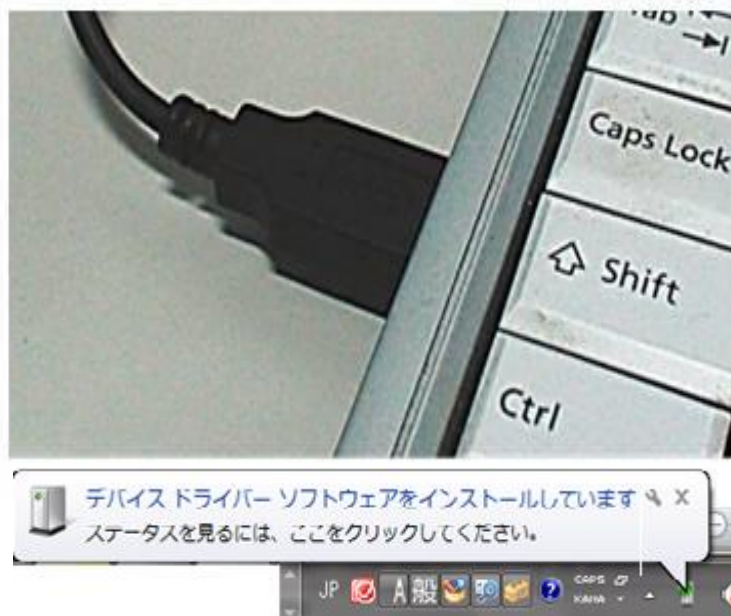 Tab
Caps Lock
Shift
Ctrl
デバイス ドライバー ソフトウェアをインストールしています
ステータスを見るには、ここをクリックしてください。
JP A 般 ? CAPS
KANA